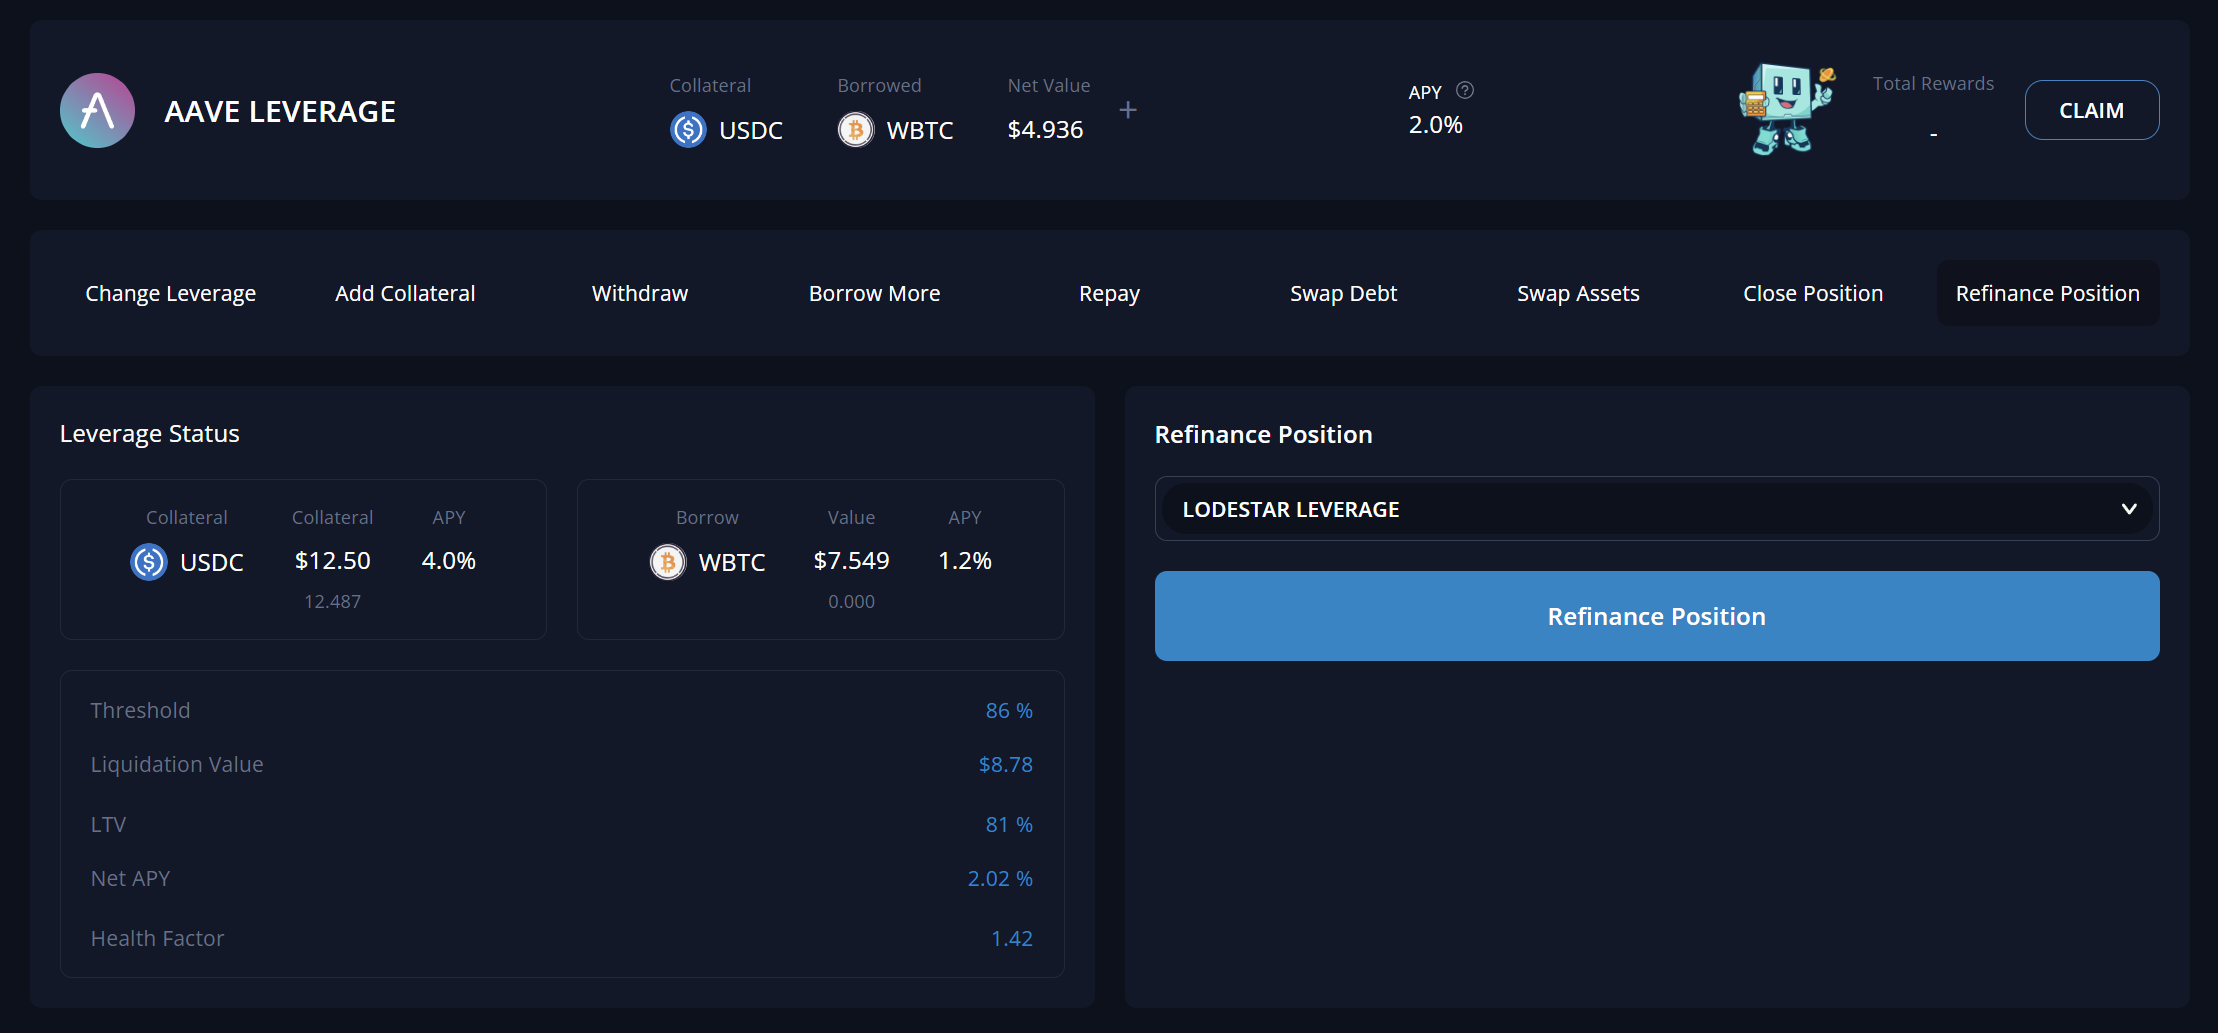 AAVE LEVERAGE
Collateral
USDC
Borrowed
WBTC
Net Value
$4.936
+
APY
2.0%
Total Rewards
-
CLAIM
Change Leverage
Add Collateral
Withdraw
Borrow More
Repay
Swap Debt
Swap Assets
Close Position
Refinance Position
Leverage Status
Collateral Collateral APY
USDC $12.50 4.0%
12.487
Borrow Value APY
WBTC $7.549 1.2%
0.000
Threshold 86 %
Liquidation Value $8.78
LTV 81 %
Net APY 2.02 %
Health Factor 1.42
Refinance Position
LODESTAR LEVERAGE
Refinance Position